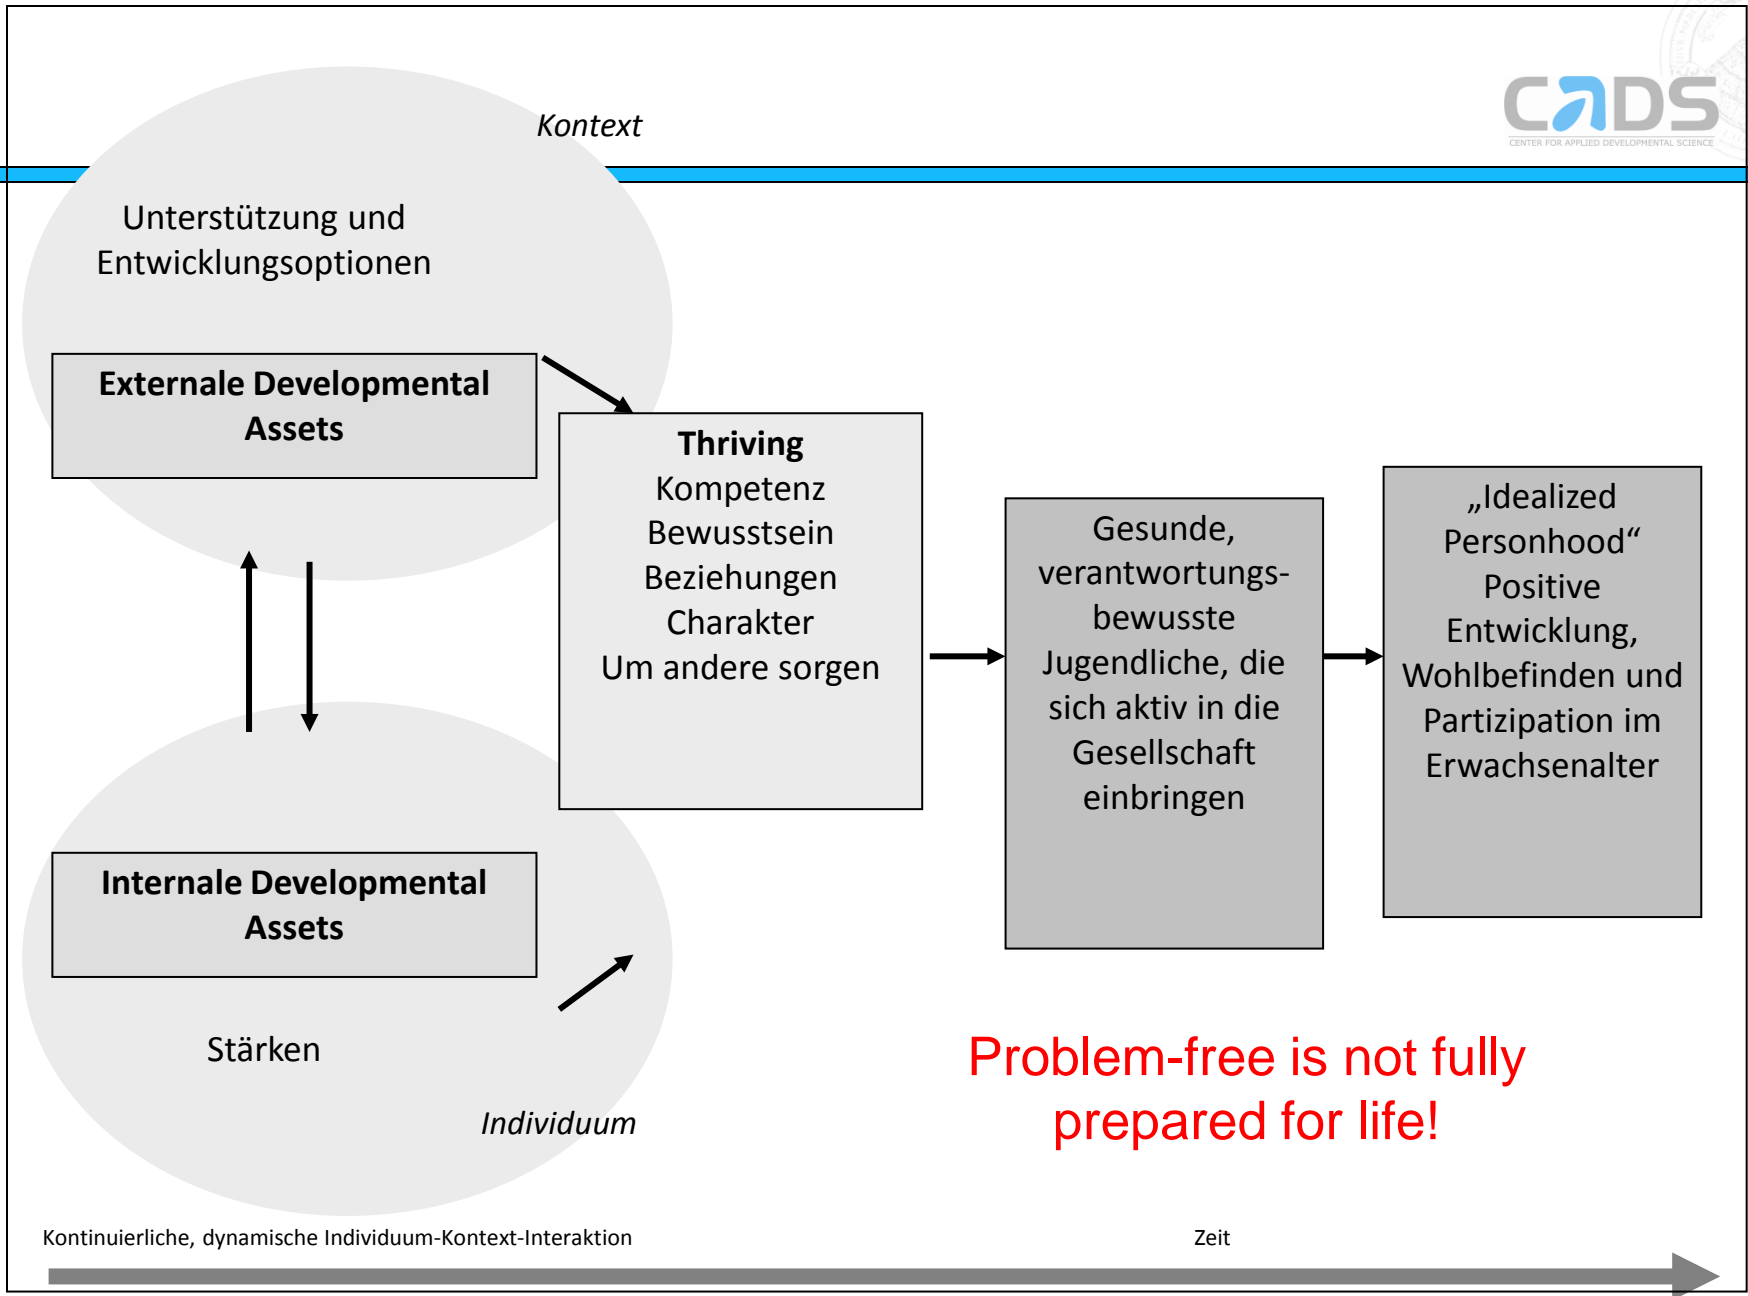 Kontext
CADS
CENTER FOR APPLIED DEVELOPMENTAL SCIENCE
Unterstützung und
Entwicklungsoptionen
Externale Developmental
Assets
Thriving
Kompetenz
Bewusstsein
Beziehungen
Charakter
Um andere sorgen
Gesunde,
verantwortungs-
bewusste
Jugendliche, die
sich aktiv in die
Gesellschaft
einbringen
„Idealized
Personhood“
Positive
Entwicklung,
Wohlbefinden und
Partizipation im
Erwachsenalter
Internale Developmental
Assets
Stärken
Individuum
Problem-free is not fully
prepared for life!
Kontinuierliche, dynamische Individuum-Kontext-Interaktion
Zeit